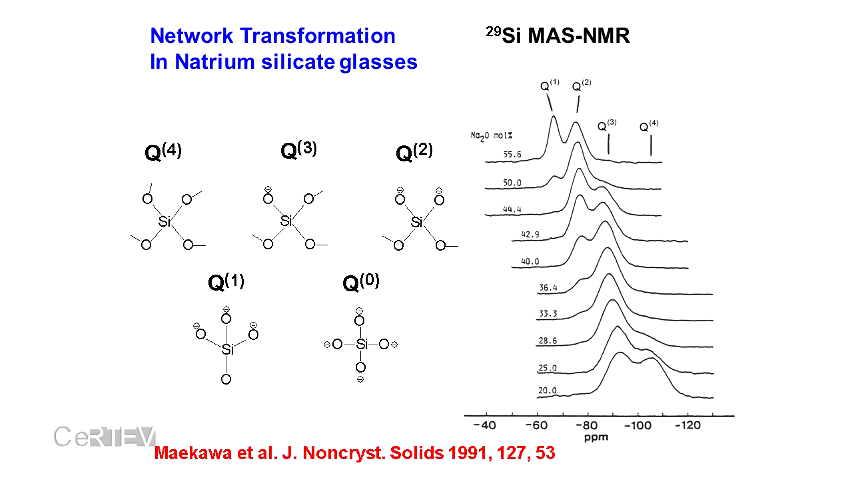 Network Transformation
In Natrium silicate glasses
29Si MAS-NMR
Q(4)
Q(3)
Q(2)
O
O
Si
O
O
⊖
O
O
Si
O
O
⊖
⊖
O
O
Si
O
O
Q(1)
Q(0)
⊖
O
⊖
O
⊖
O
Si
O
⊖
O
⊖
O
Si
O
⊖
O
⊖
Q(1)
Q(2)
Q(3)
Q(4)
Na2O mol%
55.6
50.0
44.4
42.9
40.0
36.4
33.3
28.6
25.0
20.0
-40 -60 -80 -100 -120
ppm
CeRTEV
Maekawa et al. J. Noncryst. Solids 1991, 127, 53